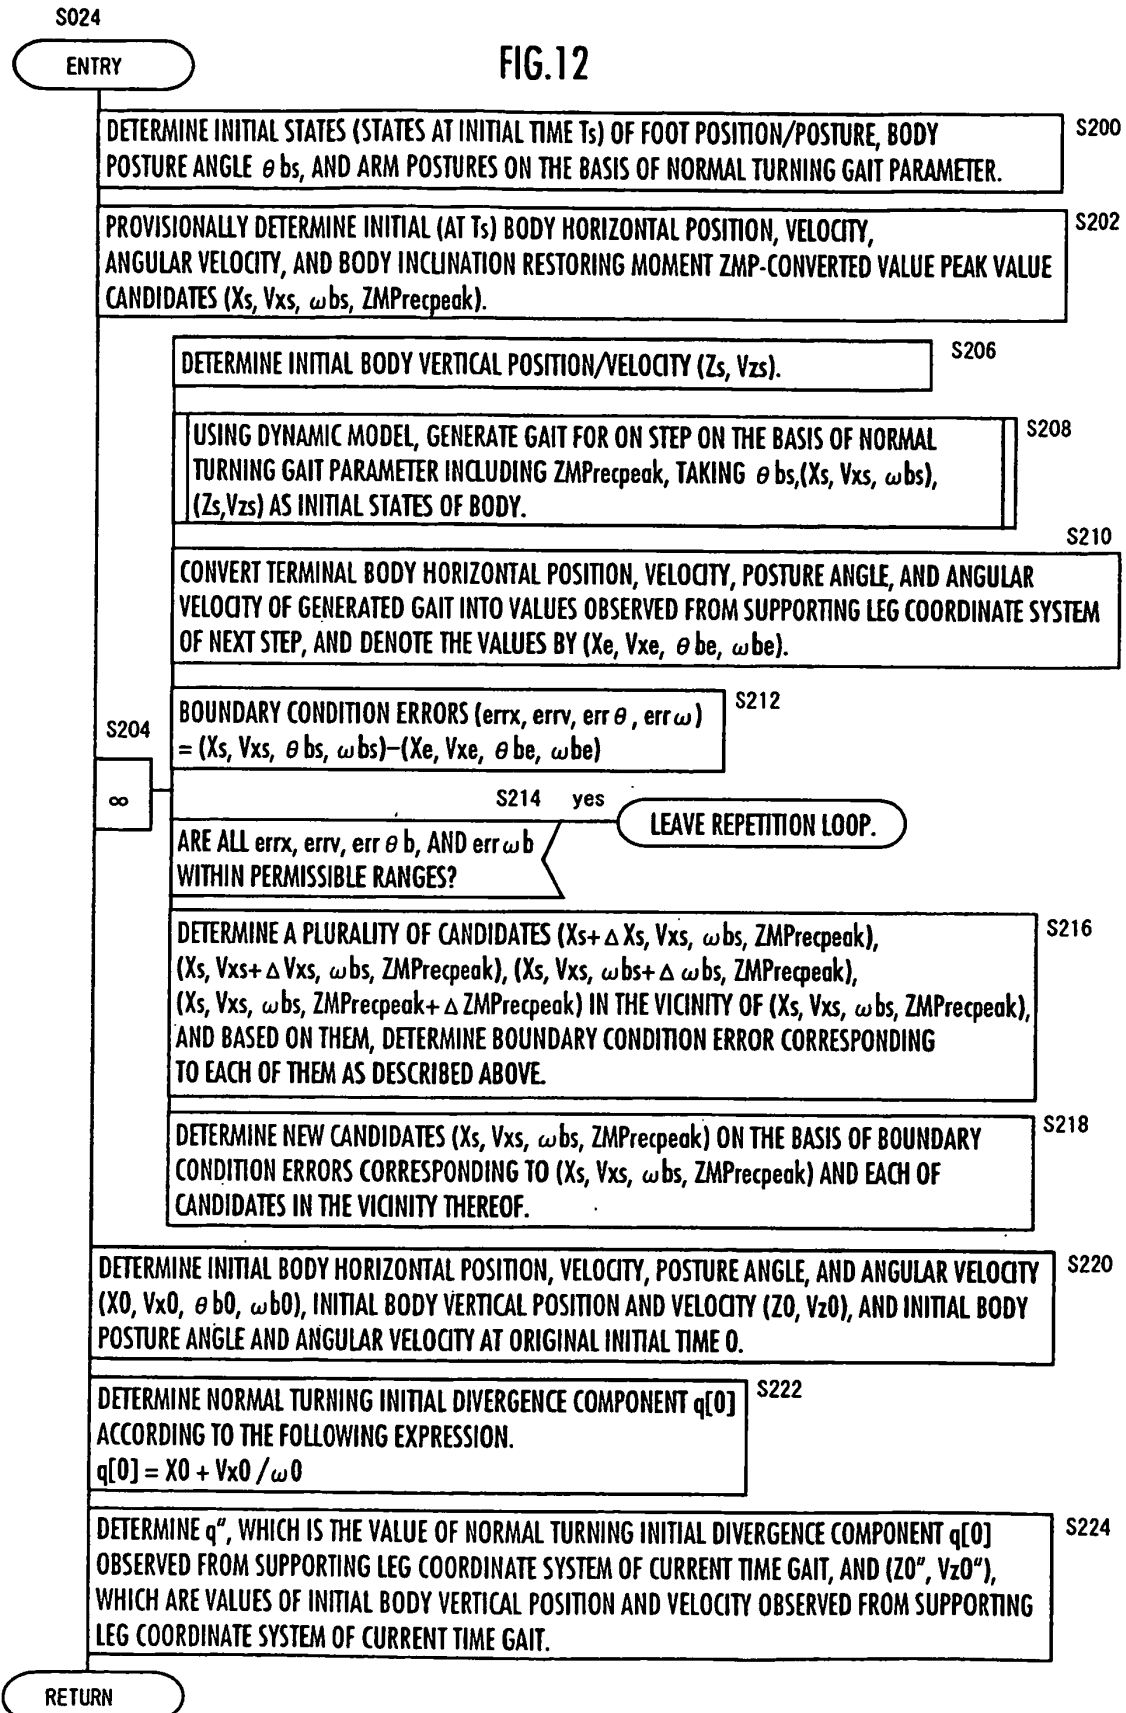 S024
ENTRY
FIG.12
DETERMINE INITIAL STATES (STATES AT INITIAL TIME Ts) OF FOOT POSITION/POSTURE, BODY
POSTURE ANGLE θbs, AND ARM POSTURES ON THE BASIS OF NORMAL TURNING GAIT PARAMETER.
S200
PROVISIONALLY DETERMINE INITIAL (AT Ts) BODY HORIZONTAL POSITION, VELOCITY,
ANGULAR VELOCITY, AND BODY INCLINATION RESTORING MOMENT ZMP-CONVERTED VALUE PEAK VALUE
CANDIDATES (Xs, Vxs, ωbs, ZMPrecpeak).
S202
DETERMINE INITIAL BODY VERTICAL POSITION/VELOCITY (Zs, Vzs).
S206
USING DYNAMIC MODEL, GENERATE GAIT FOR ON STEP ON THE BASIS OF NORMAL
TURNING GAIT PARAMETER INCLUDING ZMPrecpeak, TAKING θbs,(Xs, Vxs, ωbs),
(Zs,Vzs) AS INITIAL STATES OF BODY.
S208
S210
CONVERT TERMINAL BODY HORIZONTAL POSITION, VELOCITY, POSTURE ANGLE, AND ANGULAR
VELOCITY OF GENERATED GAIT INTO VALUES OBSERVED FROM SUPPORTING LEG COORDINATE SYSTEM
OF NEXT STEP, AND DENOTE THE VALUES BY (Xe, Vxe, θbe, ωbe).
S204
∞
BOUNDARY CONDITION ERRORS (errx, errv, errθ, errω)
= (Xs, Vxs, θbs, ωbs)–(Xe, Vxe, θbe, ωbe)
S212
S214 yes
LEAVE REPETITION LOOP.
ARE ALL errx, errv, errθb, AND errωb
WITHIN PERMISSIBLE RANGES?
DETERMINE A PLURALITY OF CANDIDATES (Xs+ΔXs, Vxs, ωbs, ZMPrecpeak),
(Xs, Vxs+ΔVxs, ωbs, ZMPrecpeak), (Xs, Vxs, ωbs+Δωbs, ZMPrecpeak),
(Xs, Vxs, ωbs, ZMPrecpeak+ΔZMPrecpeak) IN THE VICINITY OF (Xs, Vxs, ωbs, ZMPrecpeak),
AND BASED ON THEM, DETERMINE BOUNDARY CONDITION ERROR CORRESPONDING
TO EACH OF THEM AS DESCRIBED ABOVE.
S216
DETERMINE NEW CANDIDATES (Xs, Vxs, ωbs, ZMPrecpeak) ON THE BASIS OF BOUNDARY
CONDITION ERRORS CORRESPONDING TO (Xs, Vxs, ωbs, ZMPrecpeak) AND EACH OF
CANDIDATES IN THE VICINITY THEREOF.
S218
DETERMINE INITIAL BODY HORIZONTAL POSITION, VELOCITY, POSTURE ANGLE, AND ANGULAR VELOCITY
(X0, Vx0, θb0, ωb0), INITIAL BODY VERTICAL POSITION AND VELOCITY (Z0, Vz0), AND INITIAL BODY
POSTURE ANGLE AND ANGULAR VELOCITY AT ORIGINAL INITIAL TIME 0.
S220
DETERMINE NORMAL TURNING INITIAL DIVERGENCE COMPONENT q[0]
ACCORDING TO THE FOLLOWING EXPRESSION.
q[0] = X0 + Vx0 / ω0
S222
DETERMINE q", WHICH IS THE VALUE OF NORMAL TURNING INITIAL DIVERGENCE COMPONENT q[0]
OBSERVED FROM SUPPORTING LEG COORDINATE SYSTEM OF CURRENT TIME GAIT, AND (Z0", Vz0"),
WHICH ARE VALUES OF INITIAL BODY VERTICAL POSITION AND VELOCITY OBSERVED FROM SUPPORTING
LEG COORDINATE SYSTEM OF CURRENT TIME GAIT.
S224
RETURN